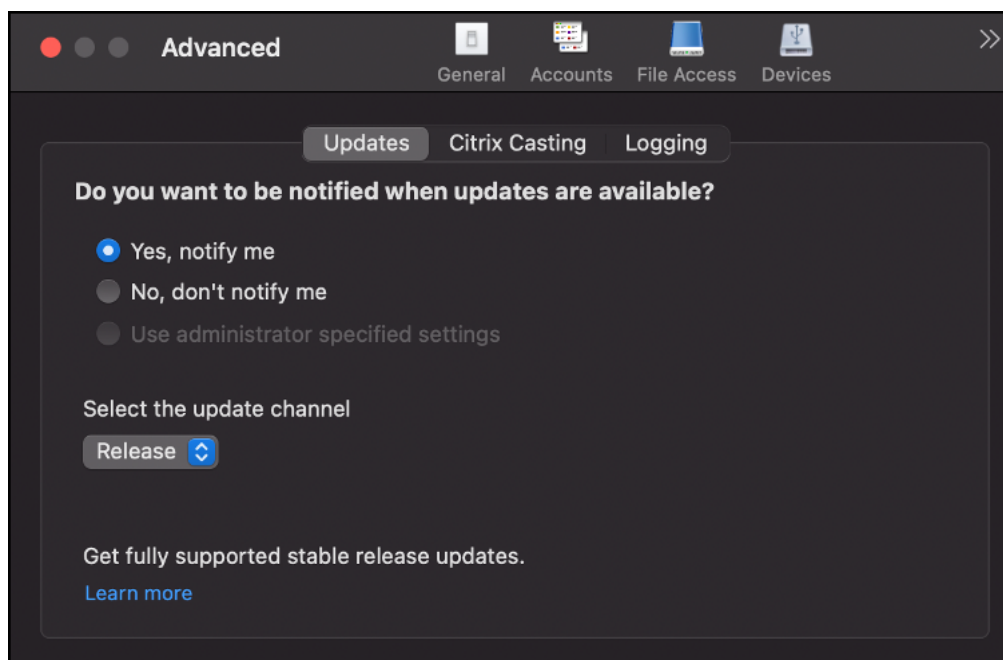 Advanced
General Accounts File Access Devices
Updates Citrix Casting Logging
Do you want to be notified when updates are available?
Yes, notify me
No, don't notify me
Use administrator specified settings
Select the update channel
Release
Get fully supported stable release updates.
Learn more